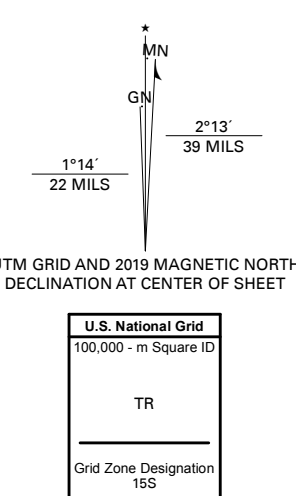 ★
MN
GN
2°13´
39 MILS
1°14´
22 MILS
UTM GRID AND 2019 MAGNETIC NORTH
DECLINATION AT CENTER OF SHEET
U.S. National Grid
100,000 - m Square ID
TR
Grid Zone Designation
15S